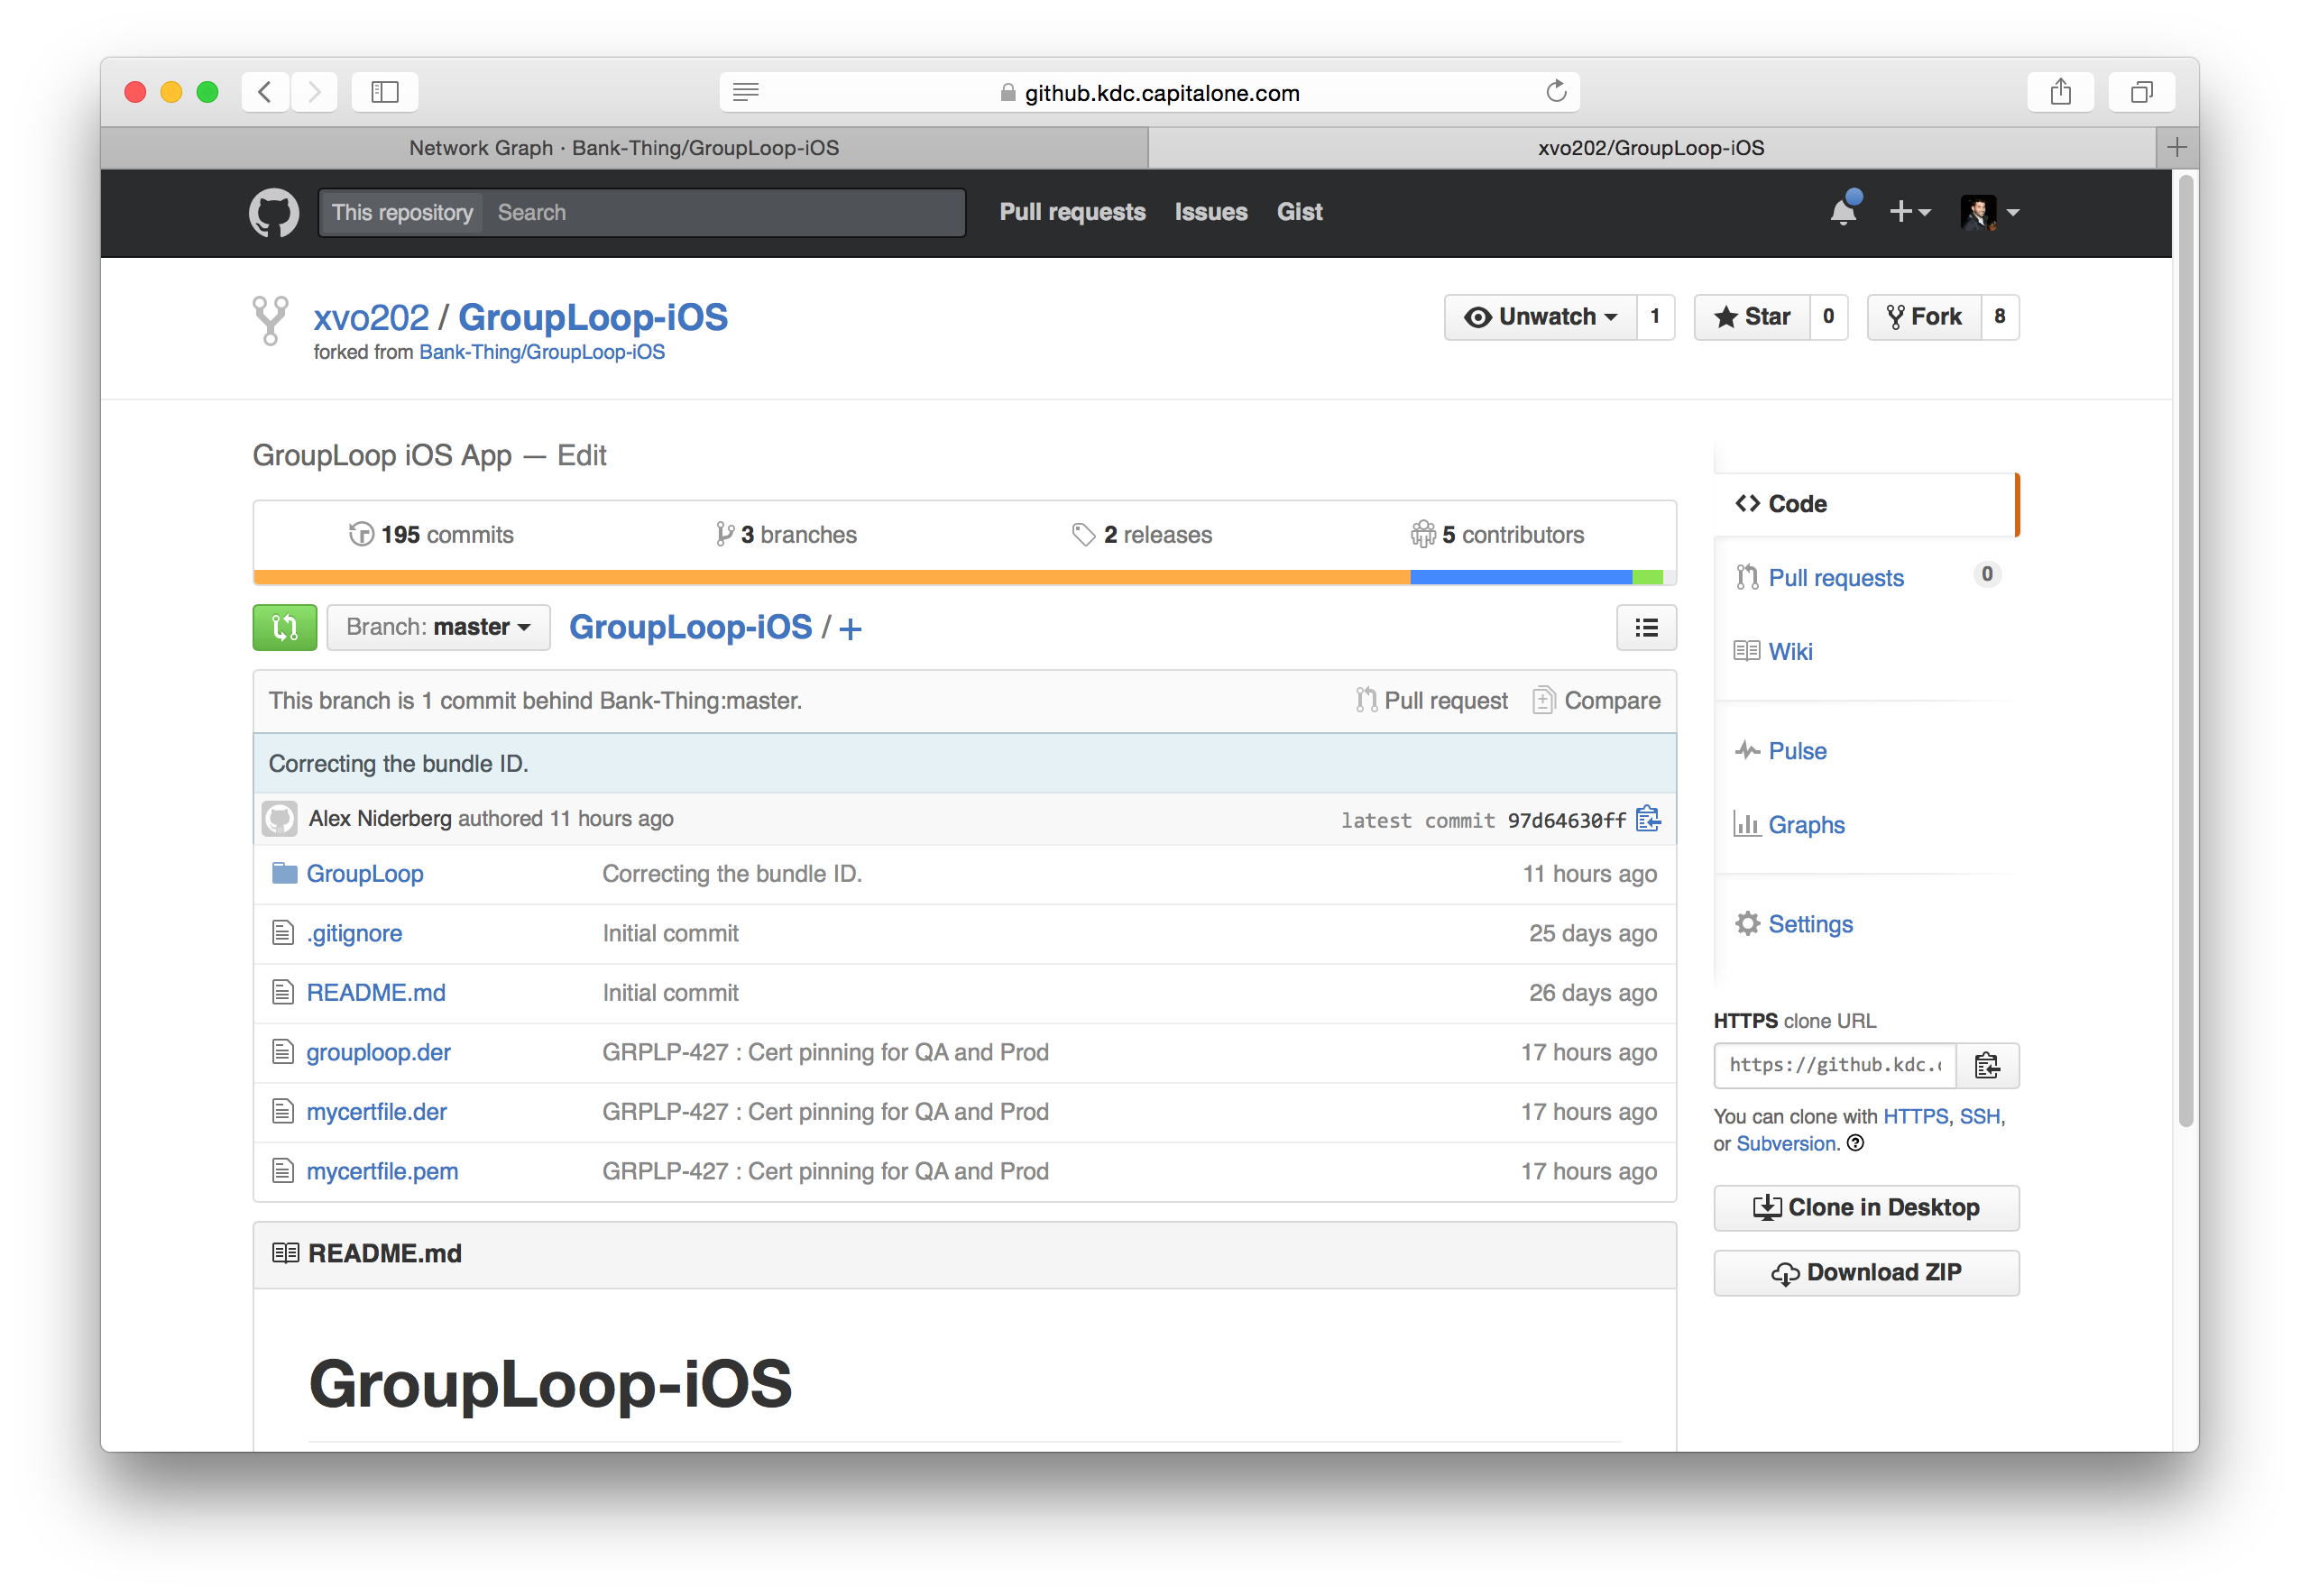 github.kdc.capitalone.com
Network Graph · Bank-Thing/GroupLoop-iOS
xvo202/GroupLoop-iOS
This repository Search
Pull requests Issues Gist
xvo202 / GroupLoop-iOS
forked from Bank-Thing/GroupLoop-iOS
Unwatch 1
Star 0
Fork 8
GroupLoop iOS App — Edit
195 commits
3 branches
2 releases
5 contributors
Branch: master
GroupLoop-iOS / +
This branch is 1 commit behind Bank-Thing:master.
Pull request
Compare
Correcting the bundle ID.
Alex Niderberg authored 11 hours ago
latest commit 97d64630ff
GroupLoop Correcting the bundle ID. 11 hours ago
.gitignore Initial commit 25 days ago
README.md Initial commit 26 days ago
grouploop.der GRPLP-427 : Cert pinning for QA and Prod 17 hours ago
mycertfile.der GRPLP-427 : Cert pinning for QA and Prod 17 hours ago
mycertfile.pem GRPLP-427 : Cert pinning for QA and Prod 17 hours ago
README.md
GroupLoop-iOS
Code
Pull requests 0
Wiki
Pulse
Graphs
Settings
HTTPS clone URL
https://github.kdc.
You can clone with HTTPS, SSH,
or Subversion.
Clone in Desktop
Download ZIP